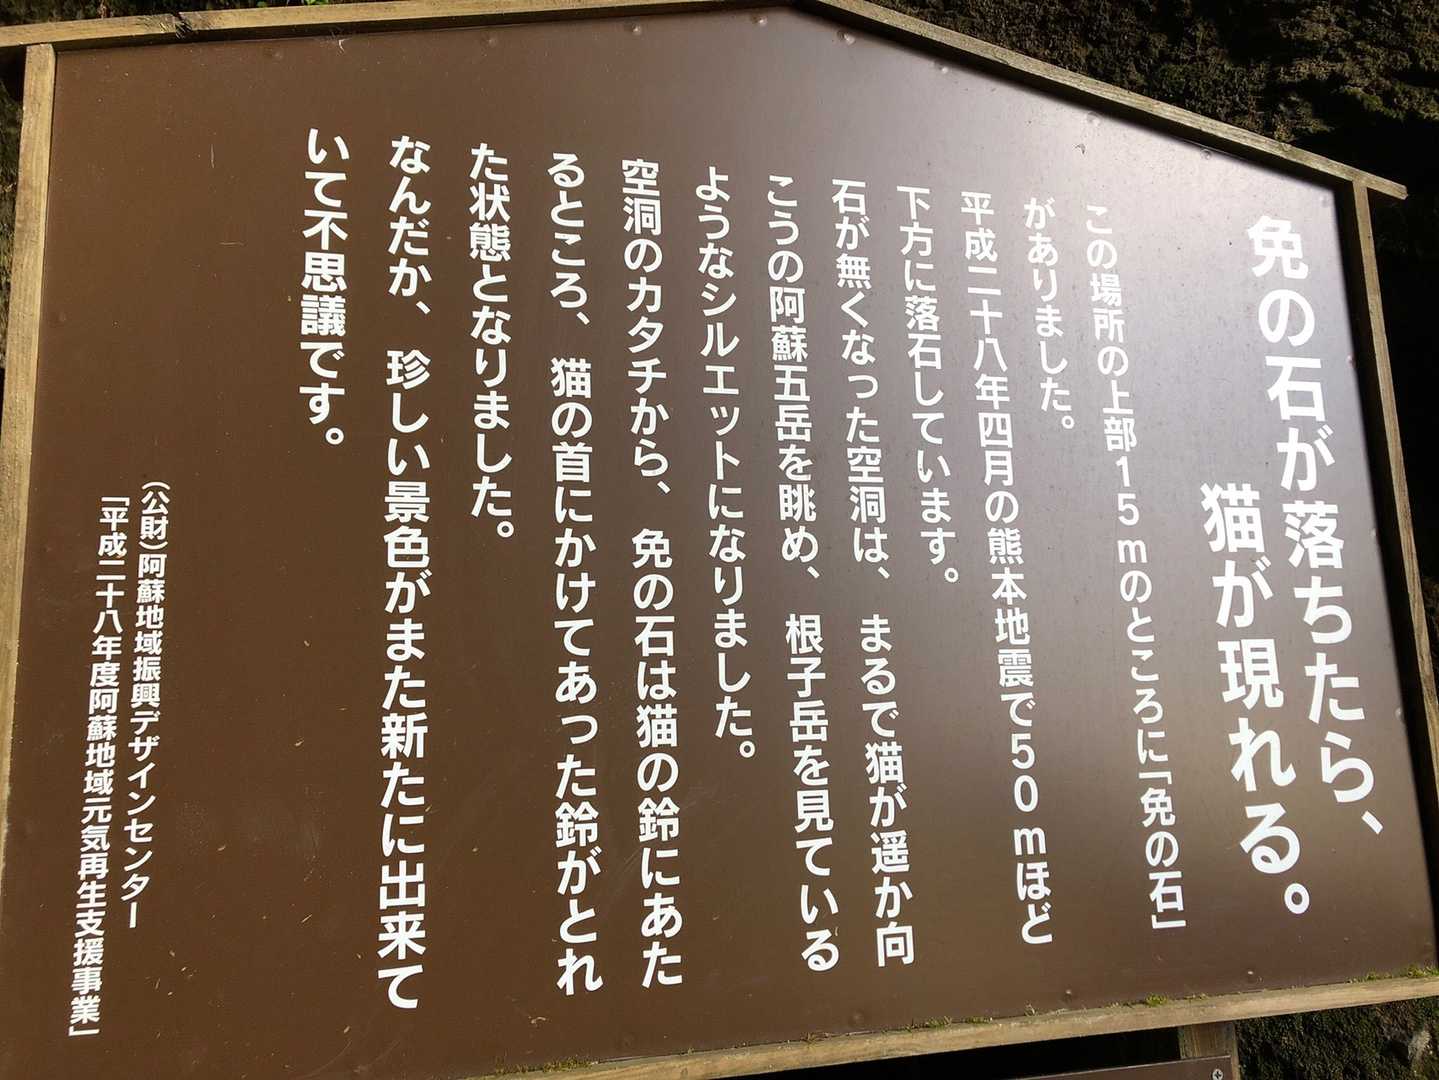 免の石が落ちたら、
猫が現れる。
この場所の上部15mのところに「免の石」
がありました。
平成二十八年四月の熊本地震で50mほど
下方に落石しています。
石が無くなった空洞は、まるで猫が遥か向
こうの阿蘇五岳を眺め、根子岳を見ている
ようなシルエットになりました。
空洞のカタチから、免の石は猫の鈴にあた
るところ、猫の首にかけてあった鈴がとれ
た状態となりました。
なんだか、珍しい景色がまた新たに出来て
いて不思議です。
(公財)阿蘇地域振興デザインセンター
「平成二十八年度阿蘇地域元気再生支援事業」